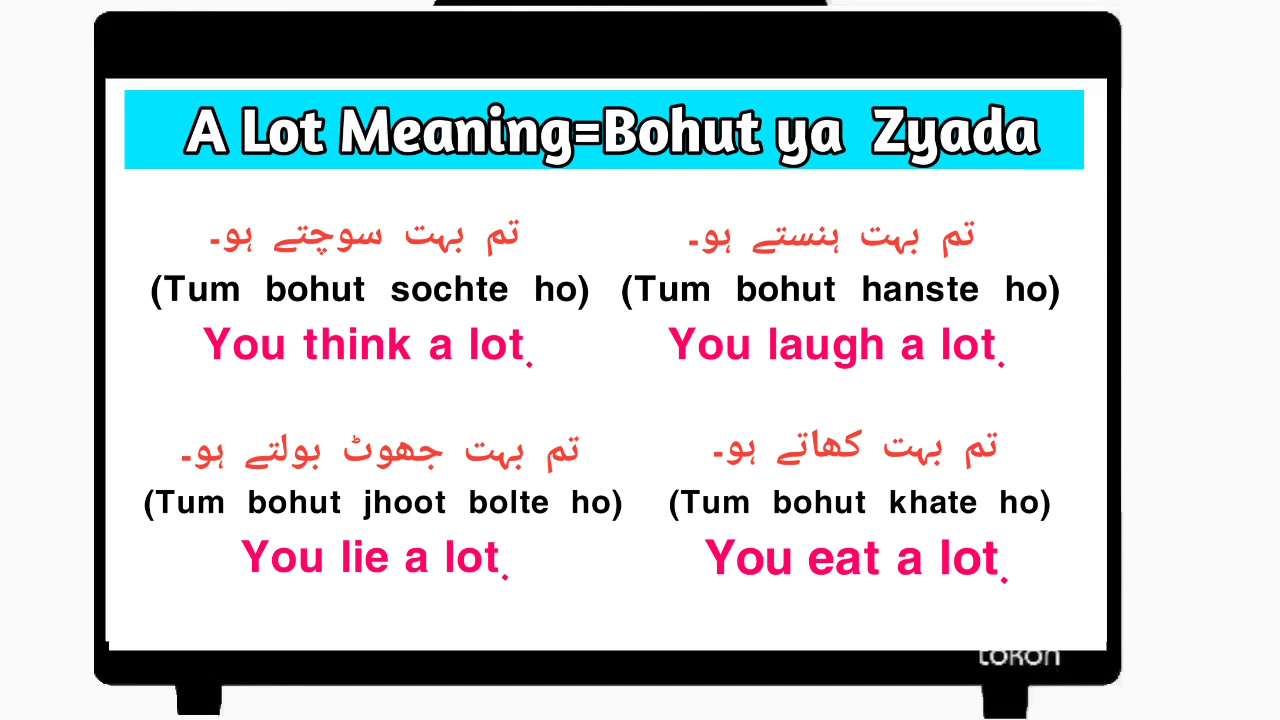 A Lot Meaning=Bohut ya Zyada
تم بہت سوچتے ہو۔
(Tum bohut sochte ho)
You think a lot.
تم بہت ہنستے ہو۔
(Tum bohut hanste ho)
You laugh a lot.
تم بہت جھوٹ بولتے ہو۔
(Tum bohut jhoot bolte ho)
You lie a lot.
تم بہت کھاتے ہو۔
(Tum bohut khate ho)
You eat a lot.